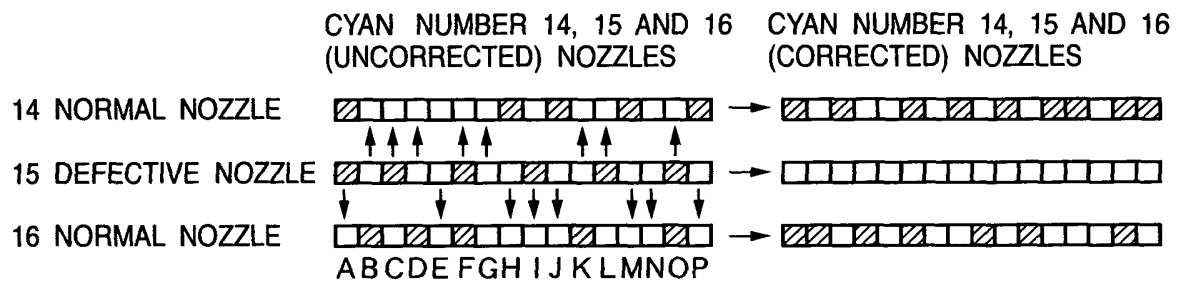 CYAN NUMBER 14, 15 AND 16
(UNCORRECTED) NOZZLES
CYAN NUMBER 14, 15 AND 16
(CORRECTED) NOZZLES
14 NORMAL NOZZLE
15 DEFECTIVE NOZZLE
16 NORMAL NOZZLE
A B C D E F G H I J K L M N O P